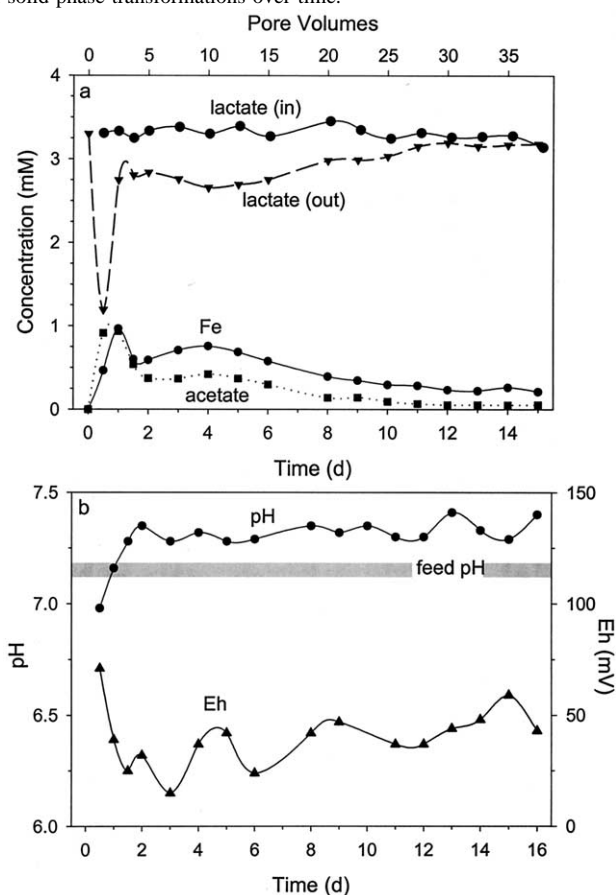 solid phase transformations over time.
Pore Volumes
0 5 10 15 20 25 30 35
a
lactate (in)
lactate (out)
Fe
acetate
Concentration (mM)
4
3
2
1
0
0 2 4 6 8 10 12 14
Time (d)
b
pH
feed pH
Eh
pH
7.5
7.0
6.5
6.0
Eh (mV)
150
100
50
0
0 2 4 6 8 10 12 14 16
Time (d)